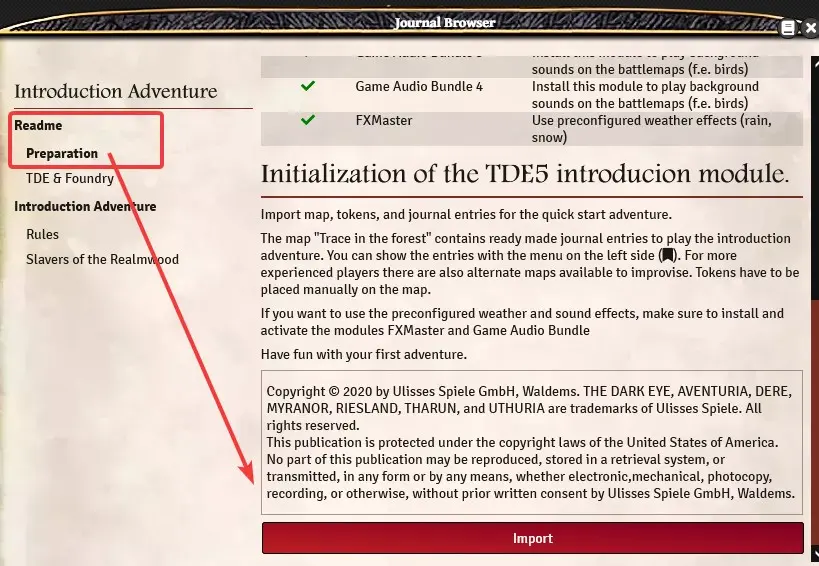 Journal Browser
Introduction Adventure
Readme
Preparation
TDE & Foundry
Introduction Adventure
Rules
Slavers of the Realmwood
Install this module to play background
sounds on the battlemaps (f.e. birds)
Game Audio Bundle 4
Install this module to play background
sounds on the battlemaps (f.e. birds)
FXMaster
Use preconfigured weather effects (rain,
snow)
Initialization of the TDE5 introducion module.
Import map, tokens, and journal entries for the quick start adventure.
The map "Trace in the forest" contains ready made journal entries to play the introduction
adventure. You can show the entries with the menu on the left side (). For more
experienced players there are also alternate maps available to improvise. Tokens have to be
placed manually on the map.
If you want to use the preconfigured weather and sound effects, make sure to install and
activate the modules FXMaster and Game Audio Bundle
Have fun with your first adventure.
Copyright © 2020 by Ulisses Spiele GmbH, Waldems. THE DARK EYE, AVENTURIA, DERE,
MYRANOR, RIESLAND, THARUN, and UTHURIA are trademarks of Ulisses Spiele. All
rights reserved.
This publication is protected under the copyright laws of the United States of America.
No part of this publication may be reproduced, stored in a retrieval system, or
transmitted, in any form or by any means, whether electronic,mechanical, photocopy,
recording, or otherwise, without prior written consent by Ulisses Spiele GmbH, Waldems.
Import